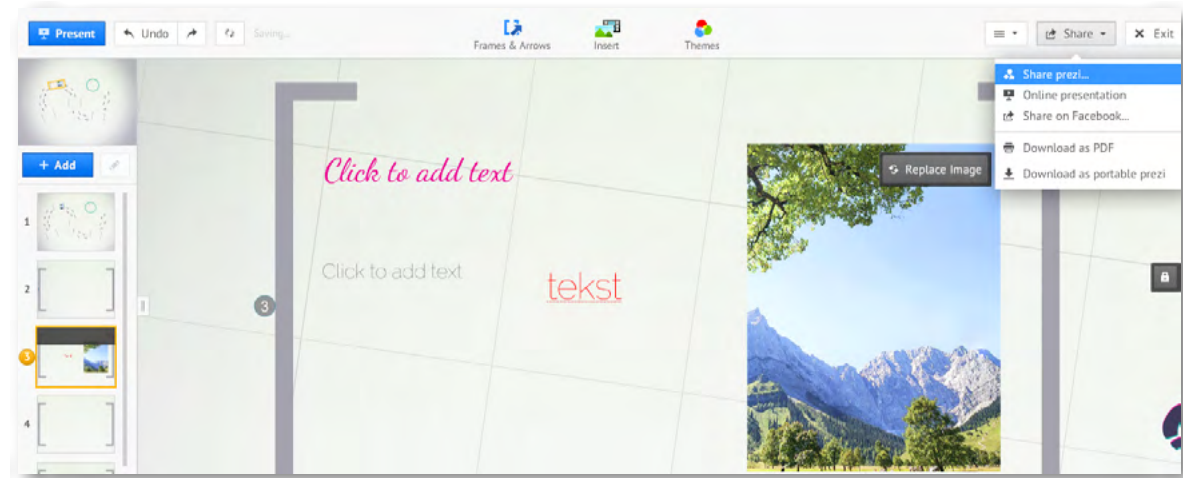 Present
Undo
Saving...
Frames & Arrows
Insert
Themes
Share
Exit
Share prezi...
Online presentation
Share on Facebook...
Download as PDF
Download as portable prezi
+ Add
1
2
3
4
Click to add text
Click to add text
tekst
3
Replace Image